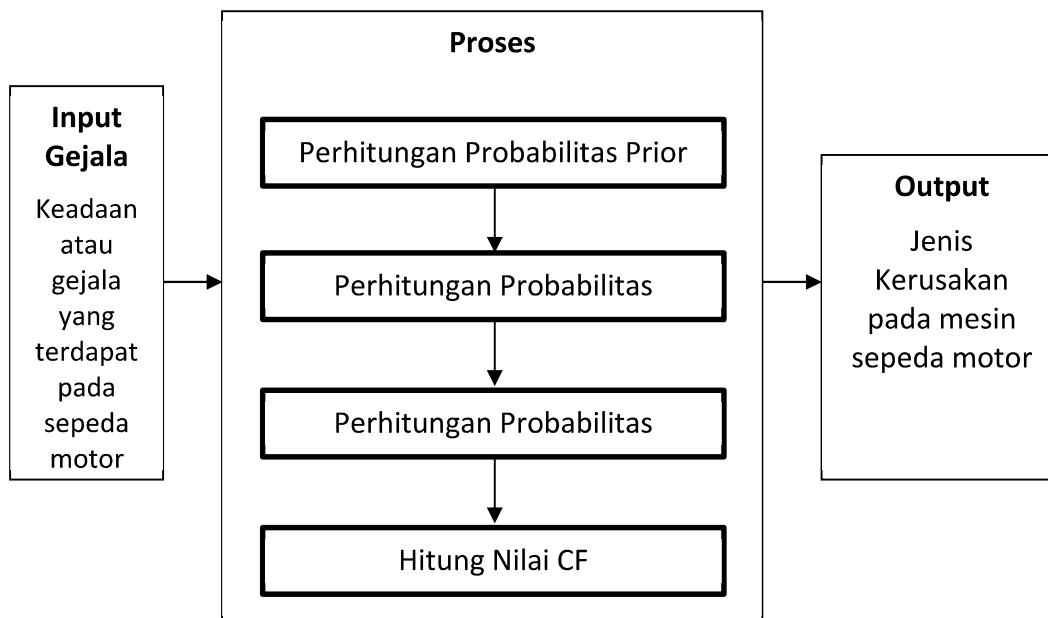 Input
Gejala
Keadaan
atau
gejala
yang
terdapat
pada
sepeda
motor
Proses
Perhitungan Probabilitas Prior
Perhitungan Probabilitas
Perhitungan Probabilitas
Hitung Nilai CF
Output
Jenis
Kerusakan
pada mesin
sepeda motor